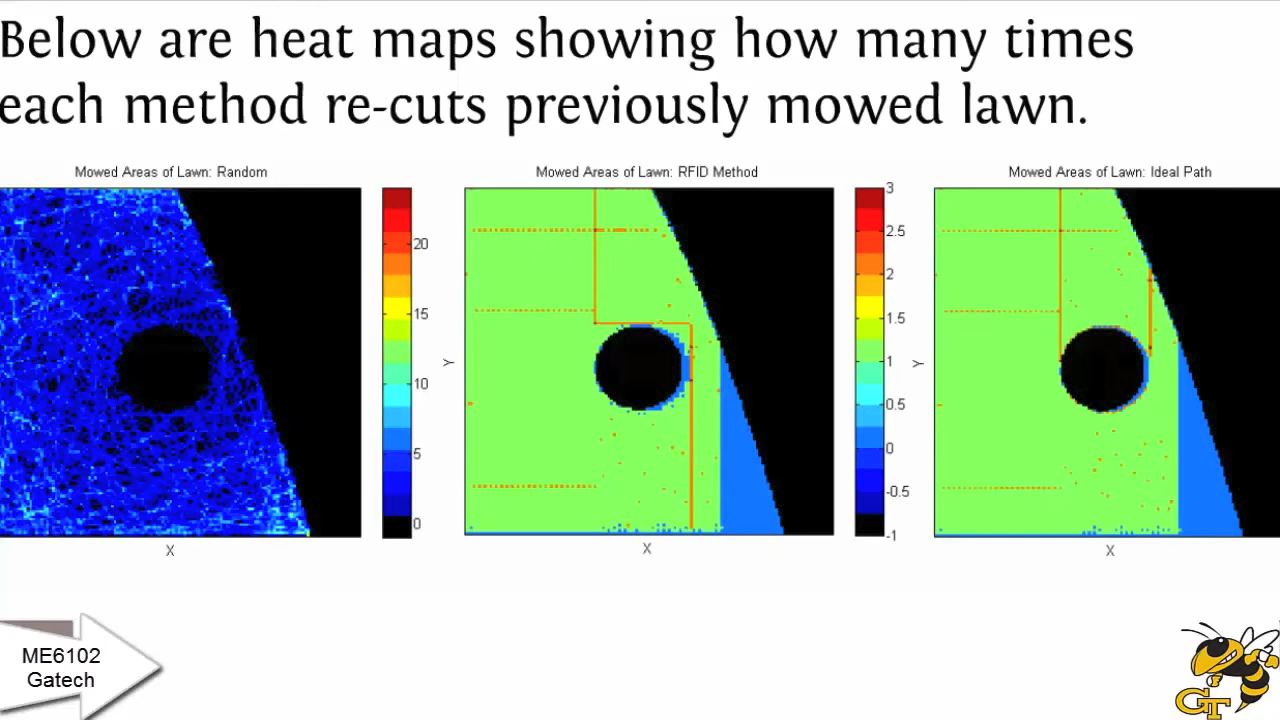 Below are heat maps showing how many times
each method re-cuts previously mowed lawn.
Mowed Areas of Lawn: Random
20
15
10
5
0
X
Mowed Areas of Lawn: RFID Method
Y
X
3
2.5
2
1.5
1
0.5
0
-0.5
-1
Mowed Areas of Lawn: Ideal Path
Y
X
ME6102
Gatech
GT